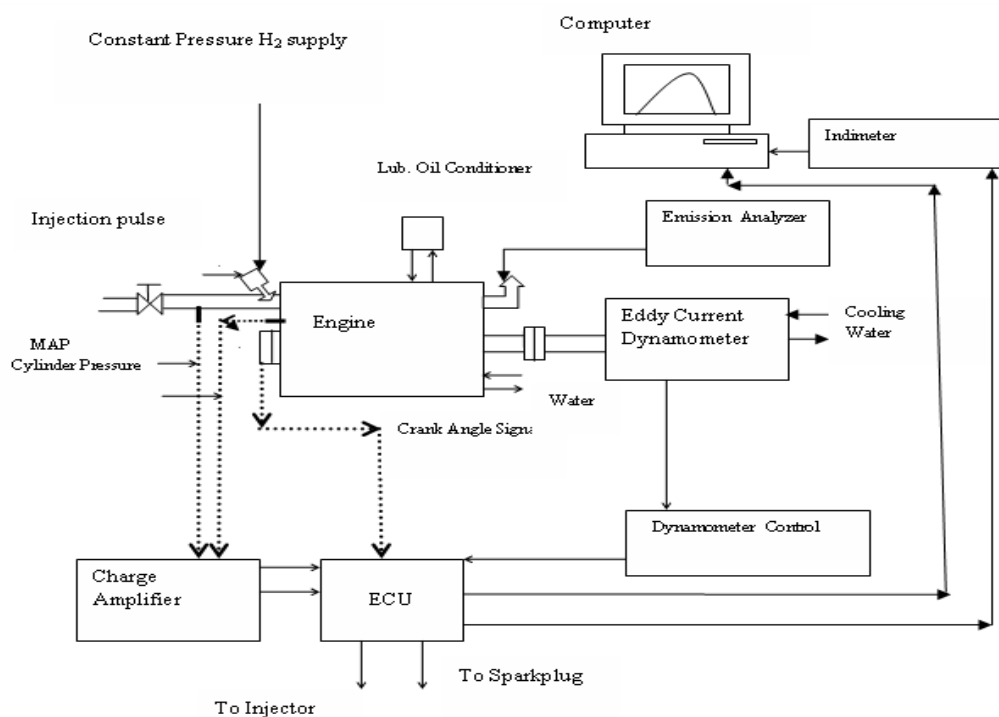 Computer
Constant Pressure H₂ supply
Indimeter
Lub. Oil Conditioner
Injection pulse
Emission Analyzer
Engine
Eddy Current
Dynamometer
Cooling
Water
MAP
Cylinder Pressure
Water
Crank Angle Signa
Dynamometer Control
Charge
Amplifier
ECU
To Sparkplug
To Injector